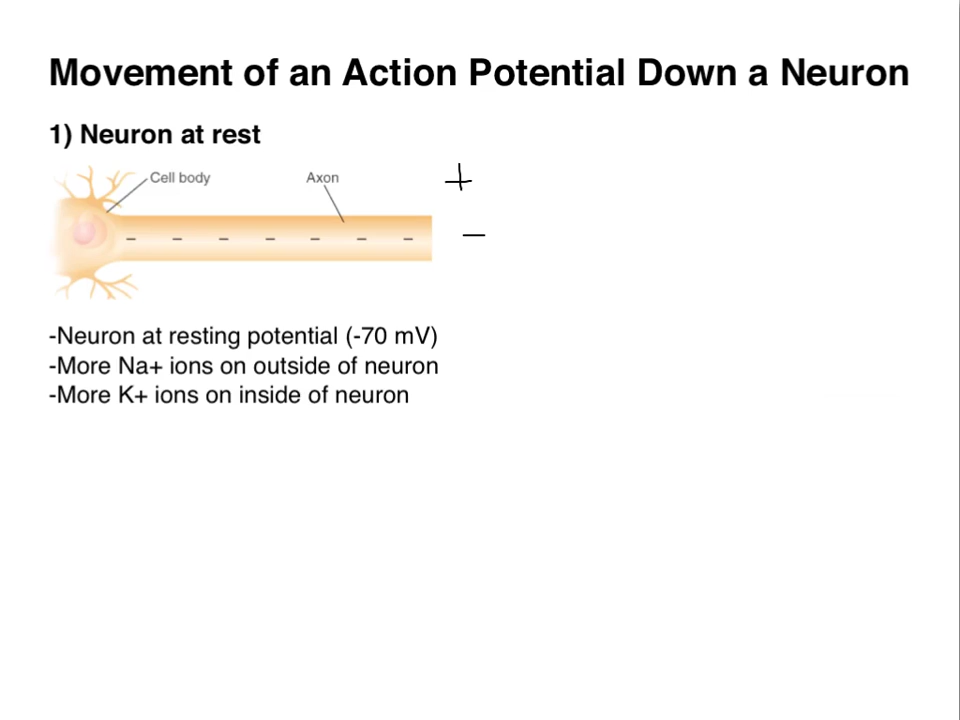 Movement of an Action Potential Down a Neuron
1) Neuron at rest
Cell body
Axon
+
- - - - - - -
–
-Neuron at resting potential (-70 mV)
-More Na+ ions on outside of neuron
-More K+ ions on inside of neuron